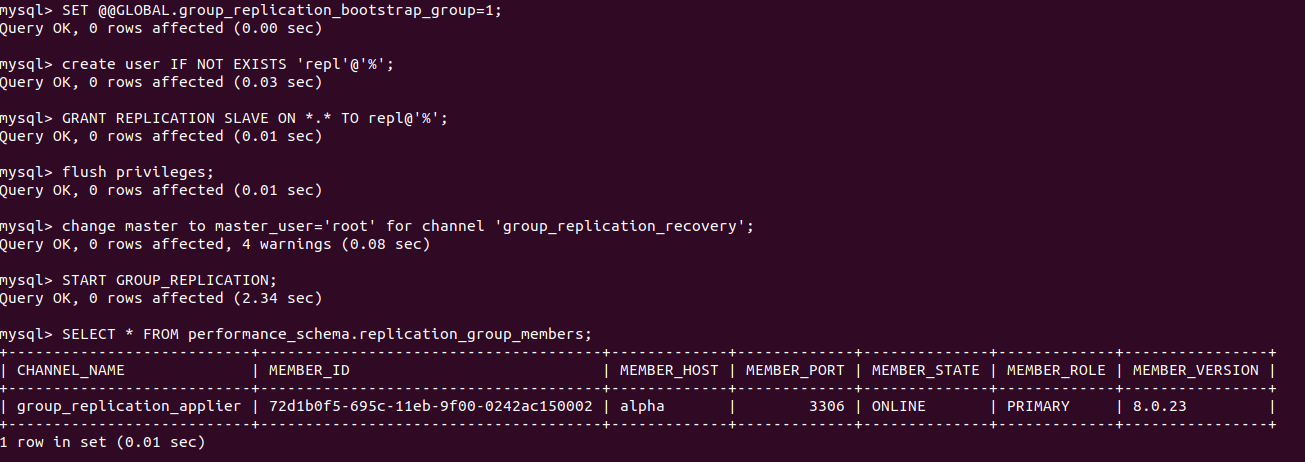 mysql> SET @@GLOBAL.group_replication_bootstrap_group=1;
Query OK, 0 rows affected (0.00 sec)
mysql> create user IF NOT EXISTS 'repl'@'%';
Query OK, 0 rows affected (0.03 sec)
mysql> GRANT REPLICATION SLAVE ON *.* TO repl@'%';
Query OK, 0 rows affected (0.01 sec)
mysql> flush privileges;
Query OK, 0 rows affected (0.01 sec)
mysql> change master to master_user='root' for channel 'group_replication_recovery';
Query OK, 0 rows affected, 4 warnings (0.08 sec)
mysql> START GROUP_REPLICATION;
Query OK, 0 rows affected (2.34 sec)
mysql> SELECT * FROM performance_schema.replication_group_members;
+---------------------------+--------------------------------------+-------------+-------------+--------------+-------------+----------------+
| CHANNEL_NAME              | MEMBER_ID                            | MEMBER_HOST | MEMBER_PORT | MEMBER_STATE | MEMBER_ROLE | MEMBER_VERSION |
+---------------------------+--------------------------------------+-------------+-------------+--------------+-------------+----------------+
| group_replication_applier | 72d1b0f5-695c-11eb-9f00-0242ac150002 | alpha       |        3306 | ONLINE       | PRIMARY     | 8.0.23         |
+---------------------------+--------------------------------------+-------------+-------------+--------------+-------------+----------------+
1 row in set (0.01 sec)